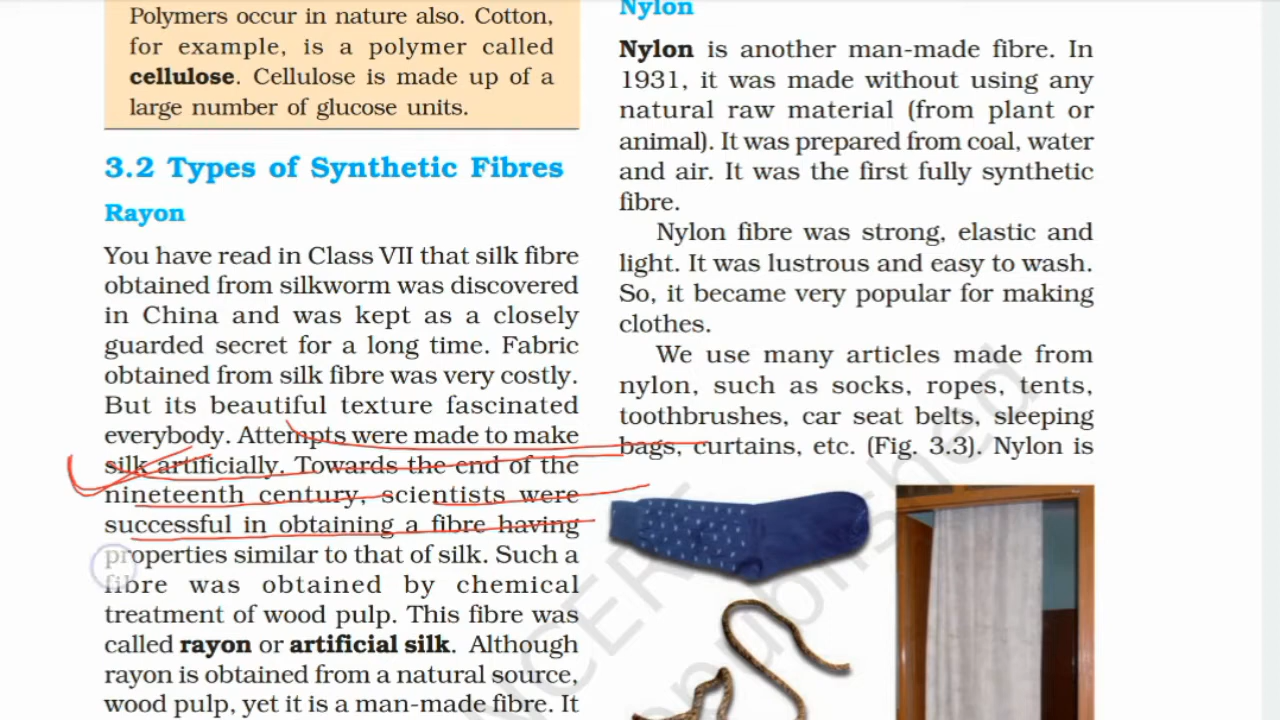 Polymers occur in nature also. Cotton,
for example, is a polymer called
cellulose. Cellulose is made up of a
large number of glucose units.
3.2 Types of Synthetic Fibres
Rayon
You have read in Class VII that silk fibre
obtained from silkworm was discovered
in China and was kept as a closely
guarded secret for a long time. Fabric
obtained from silk fibre was very costly.
But its beautiful texture fascinated
everybody. Attempts were made to make
silk artificially. Towards the end of the
nineteenth century, scientists were
successful in obtaining a fibre having
properties similar to that of silk. Such a
fibre was obtained by chemical
treatment of wood pulp. This fibre was
called rayon or artificial silk. Although
rayon is obtained from a natural source,
wood pulp, yet it is a man-made fibre. It
Nylon
Nylon is another man-made fibre. In
1931, it was made without using any
natural raw material (from plant or
animal). It was prepared from coal, water
and air. It was the first fully synthetic
fibre.
Nylon fibre was strong, elastic and
light. It was lustrous and easy to wash.
So, it became very popular for making
clothes.
We use many articles made from
nylon, such as socks, ropes, tents,
toothbrushes, car seat belts, sleeping
bags, curtains, etc. (Fig. 3.3). Nylon is
NCERT
republished